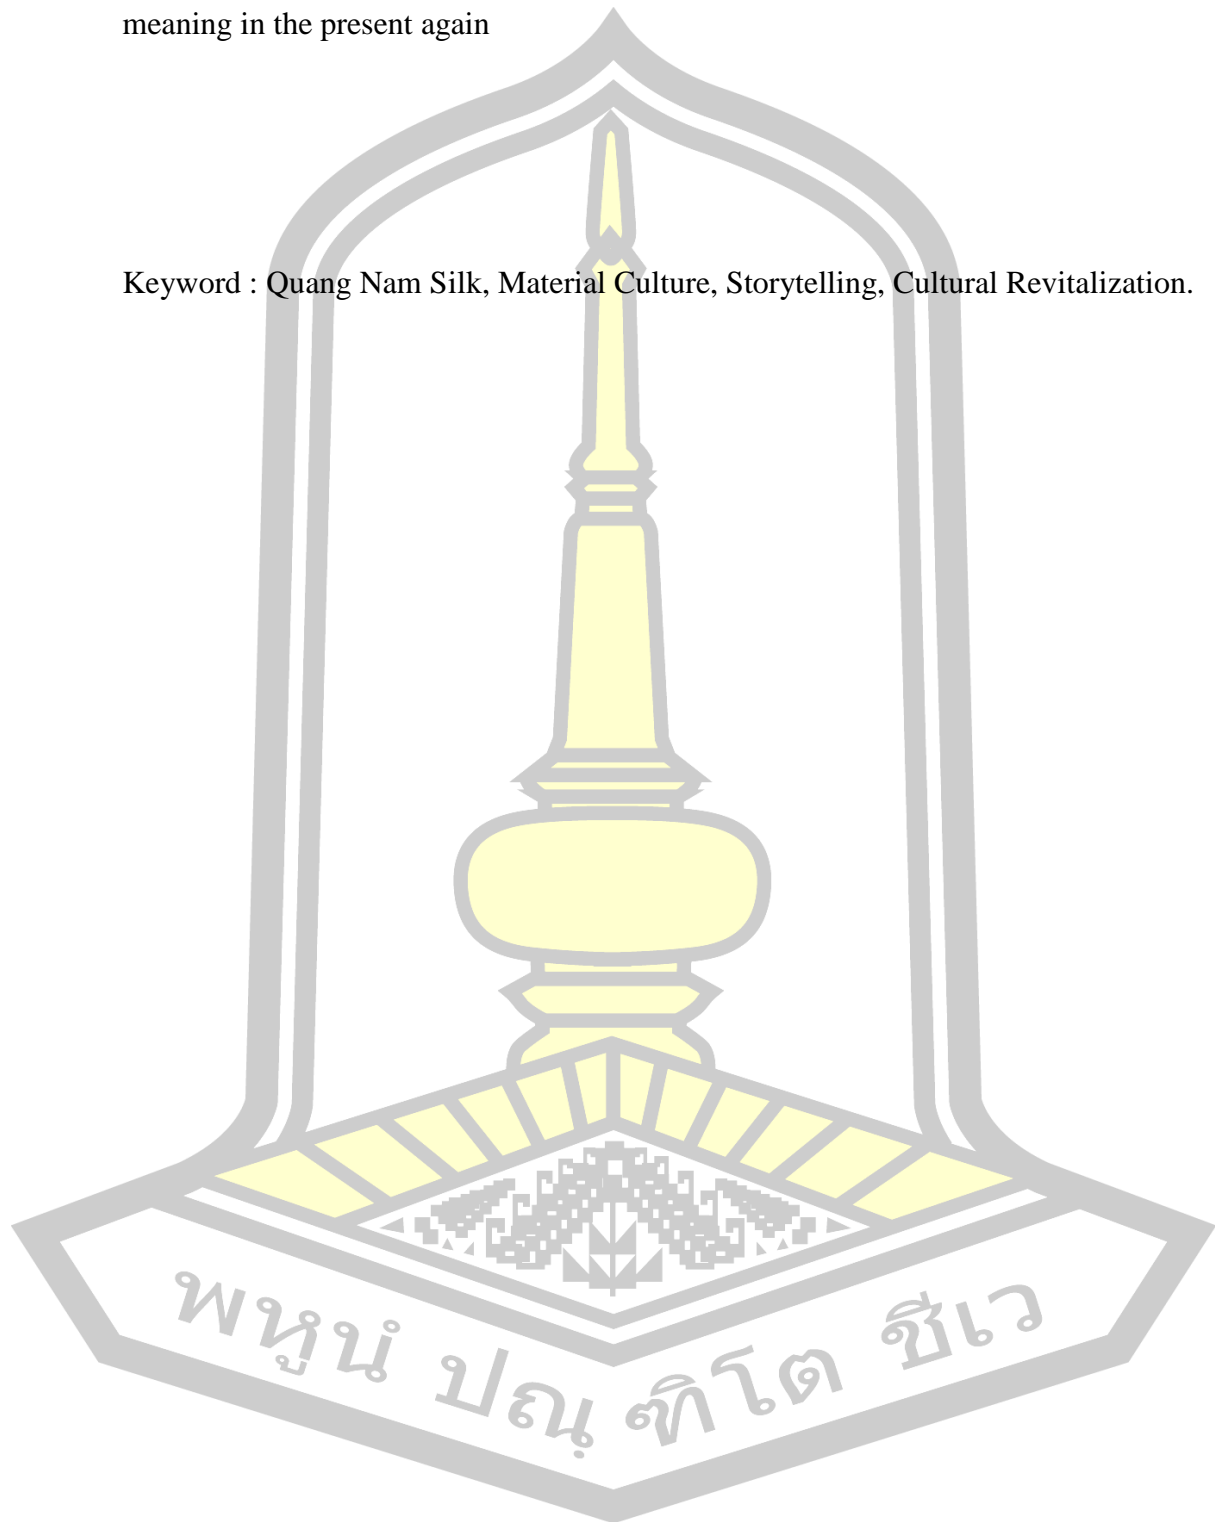 meaning in the present again
Keyword : Quang Nam Silk, Material Culture, Storytelling, Cultural Revitalization.
พหูนํ ปณฺฑิโต ชีเว